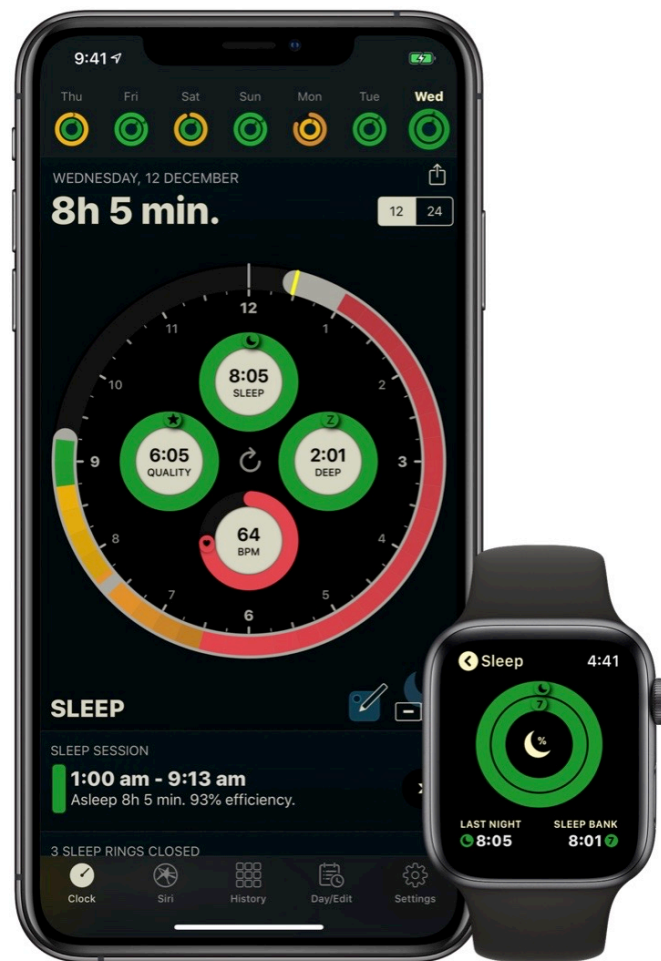 9:41
Thu Fri Sat Sun Mon Tue Wed
WEDNESDAY, 12 DECEMBER
8h 5 min.
12 24
12
11 1
10 2
9 3
8 4
7 5
6
8:05
SLEEP
6:05
QUALITY
Z
2:01
DEEP
64
BPM
SLEEP
SLEEP SESSION
1:00 am - 9:13 am
Asleep 8h 5 min. 93% efficiency.
3 SLEEP RINGS CLOSED
Clock Siri History Day/Edit Settings
Sleep 4:41
7
%
LAST NIGHT SLEEP BANK
8:05 8:01 7